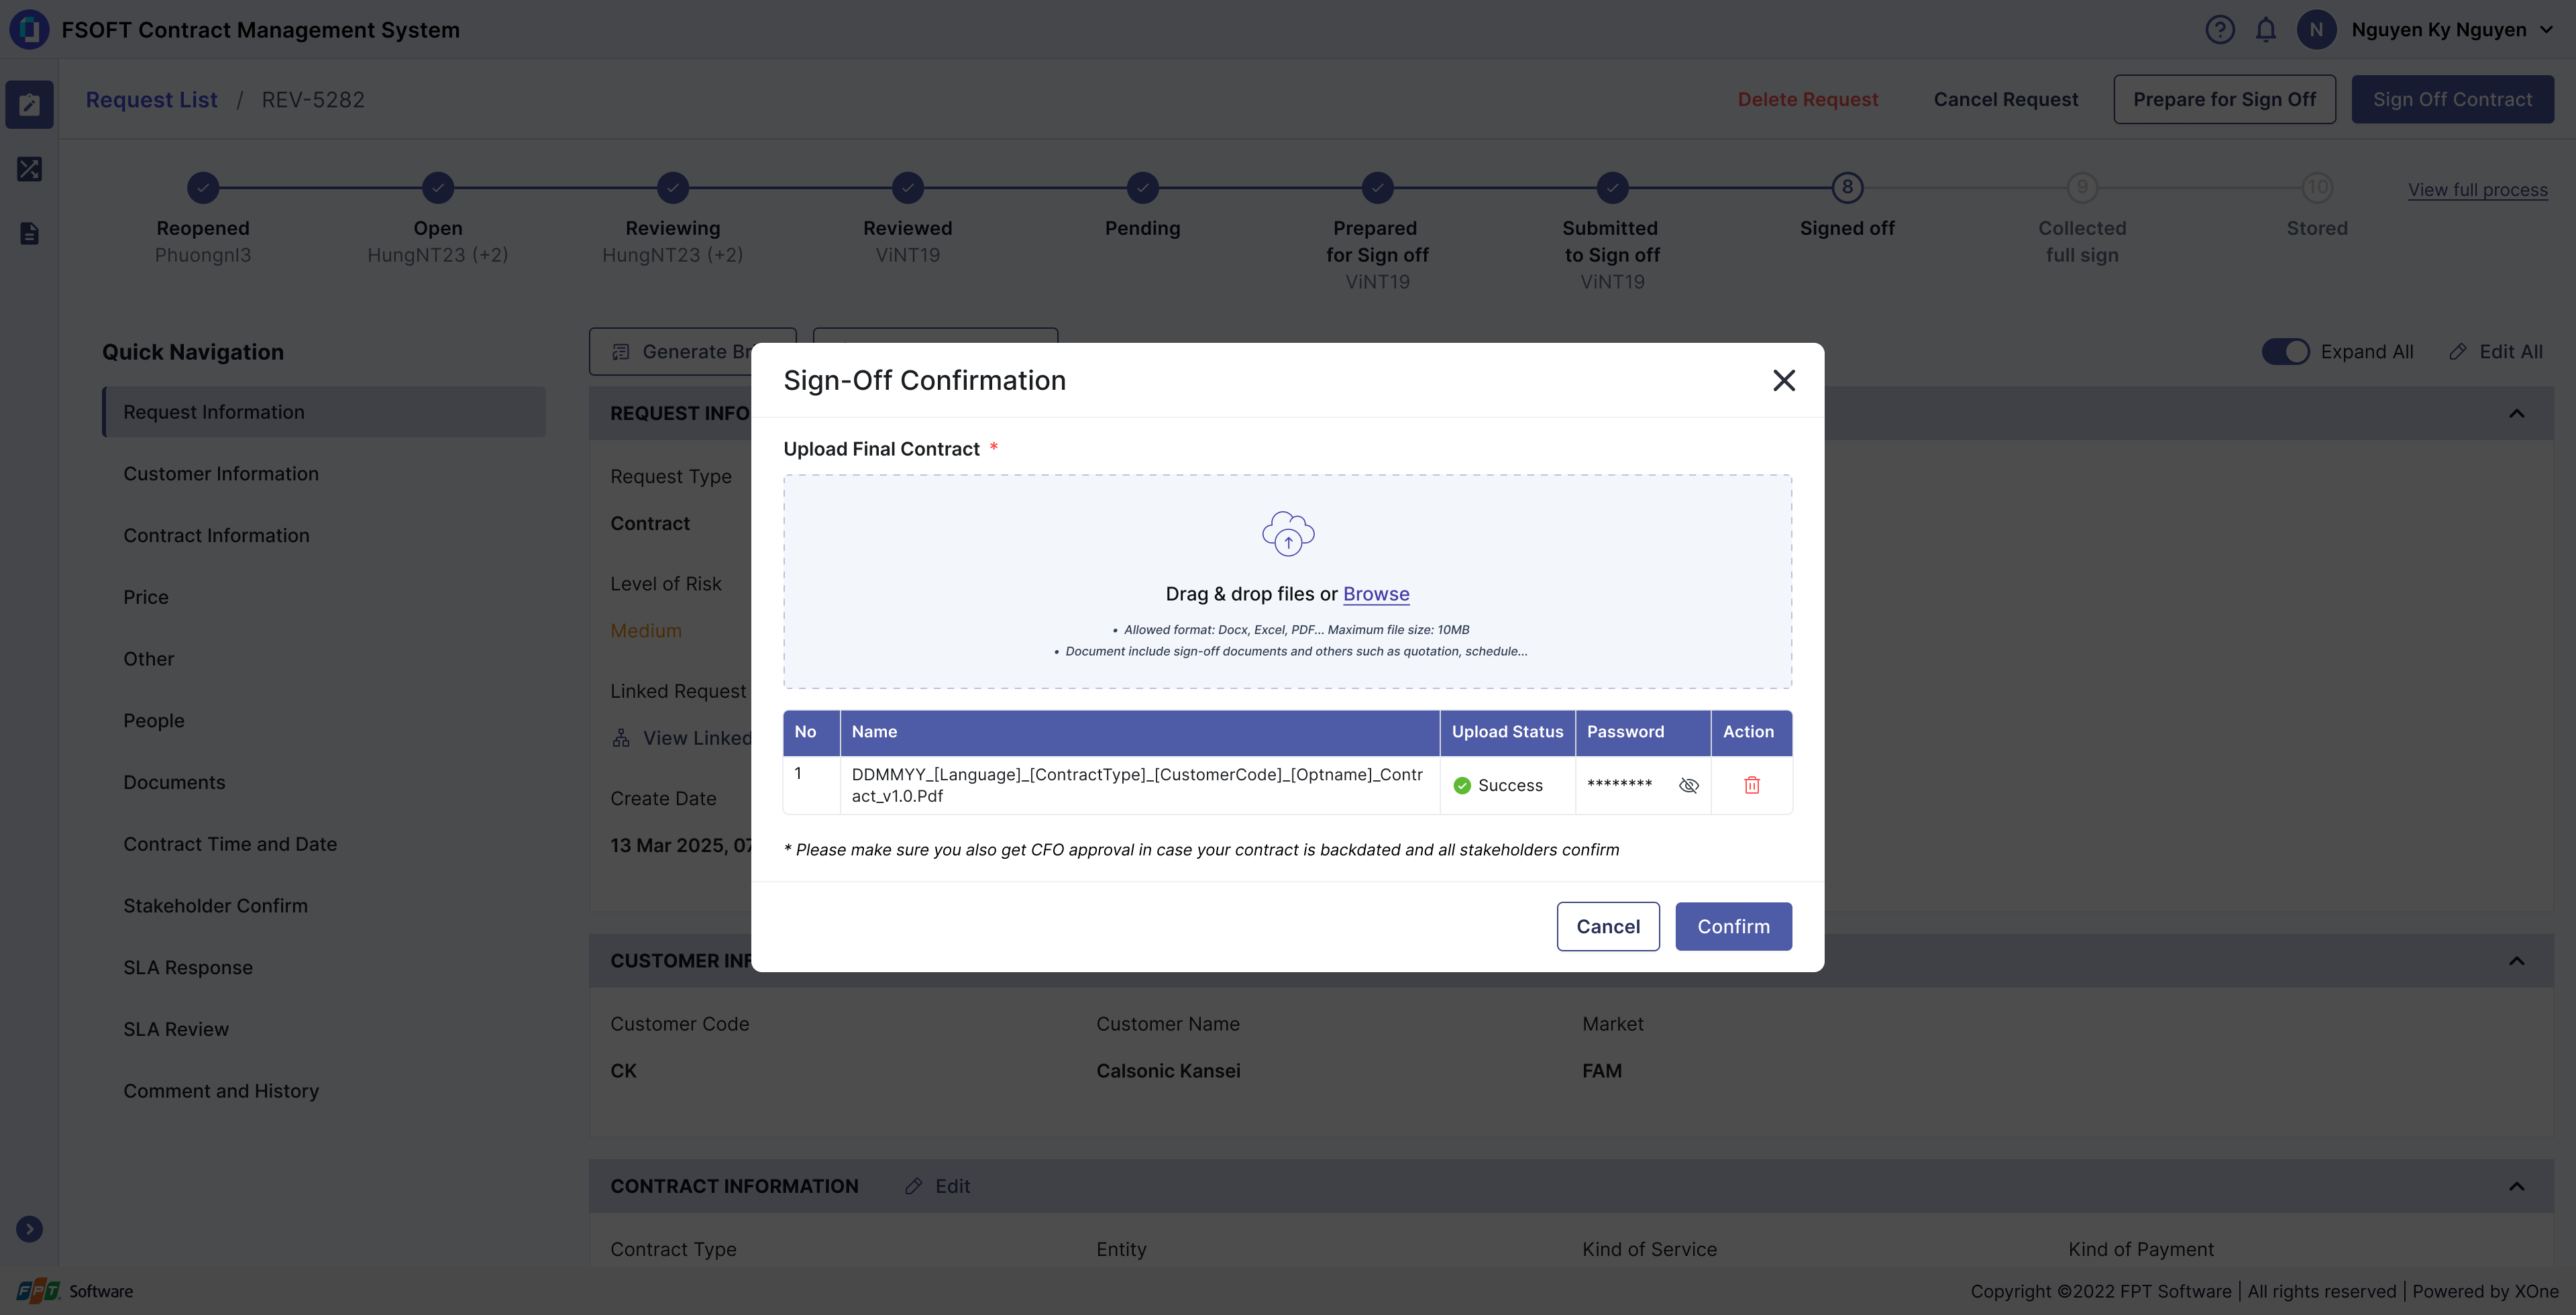 FSOFT Contract Management System
N
Nguyen Ky Nguyen
Request List / REV-5282
Delete Request
Cancel Request
Prepare for Sign Off
Sign Off Contract
Reopened
Phuongnl3
Open
HungNT23 (+2)
Reviewing
HungNT23 (+2)
Reviewed
ViNT19
Pending
Prepared
for Sign off
ViNT19
Submitted
to Sign off
ViNT19
8
Signed off
9
Collected
full sign
10
Stored
View full process
Quick Navigation
Request Information
Customer Information
Contract Information
Price
Other
People
Documents
Contract Time and Date
Stakeholder Confirm
SLA Response
SLA Review
Comment and History
Generate
Expand All
Edit All
REQUEST
Request Type
Contract
Level of Risk
Medium
Linked Request
View Linked
Create Date
13 Mar 2025,
Sign-Off Confirmation
Upload Final Contract *
Drag & drop files or Browse
• Allowed format: Docx, Excel, PDF... Maximum file size: 10MB
• Document include sign-off documents and others such as quotation, schedule...
No Name Upload Status Password Action
1 DDMMYY_[Language]_[ContractType]_[CustomerCode]_[Optname]_Contr
act_v1.0.Pdf
Success
********
* Please make sure you also get CFO approval in case your contract is backdated and all stakeholders confirm
Cancel
Confirm
CUSTOMER
Customer Code
CK
Customer Name
Calsonic Kansei
Market
FAM
CONTRACT INFORMATION
Edit
Contract Type
Entity
Kind of Service
Kind of Payment
FPT Software
Copyright ©2022 FPT Software | All rights reserved | Powered by XOne